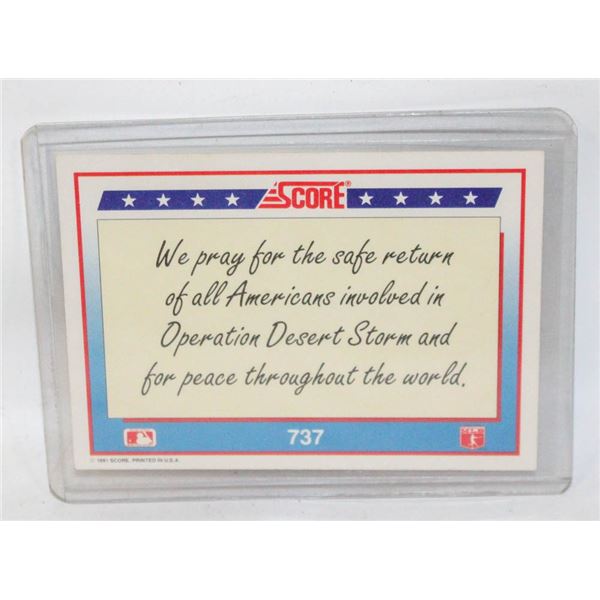 SCORE®
We pray for the safe return
of all Americans involved in
Operation Desert Storm and
for peace throughout the world.
737
© 1991 SCORE, PRINTED IN U.S.A.